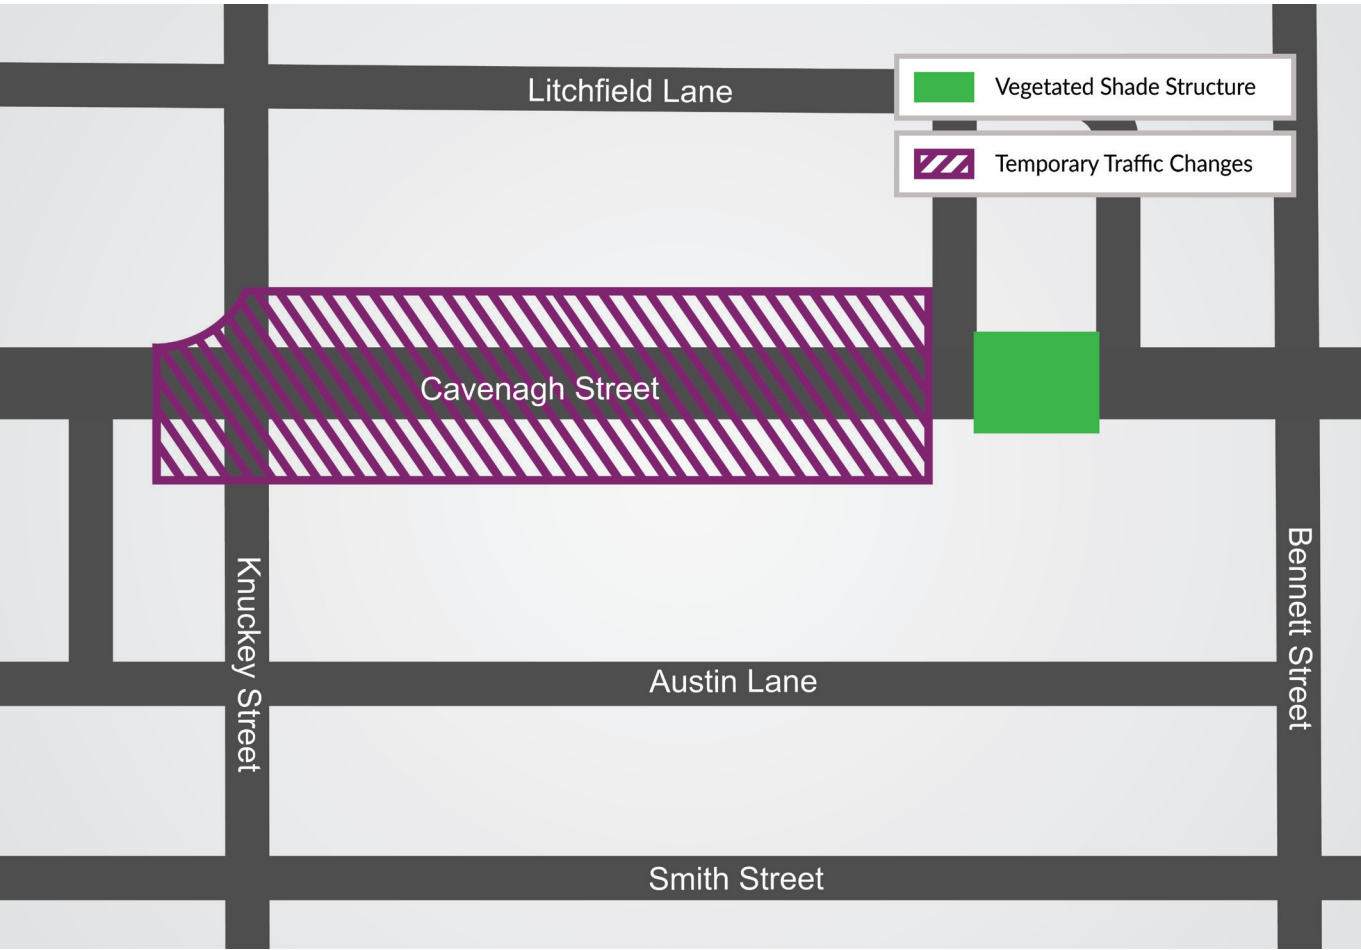 Litchfield Lane
Vegetated Shade Structure
Temporary Traffic Changes
Cavenagh Street
Knuckey Street
Bennett Street
Austin Lane
Smith Street